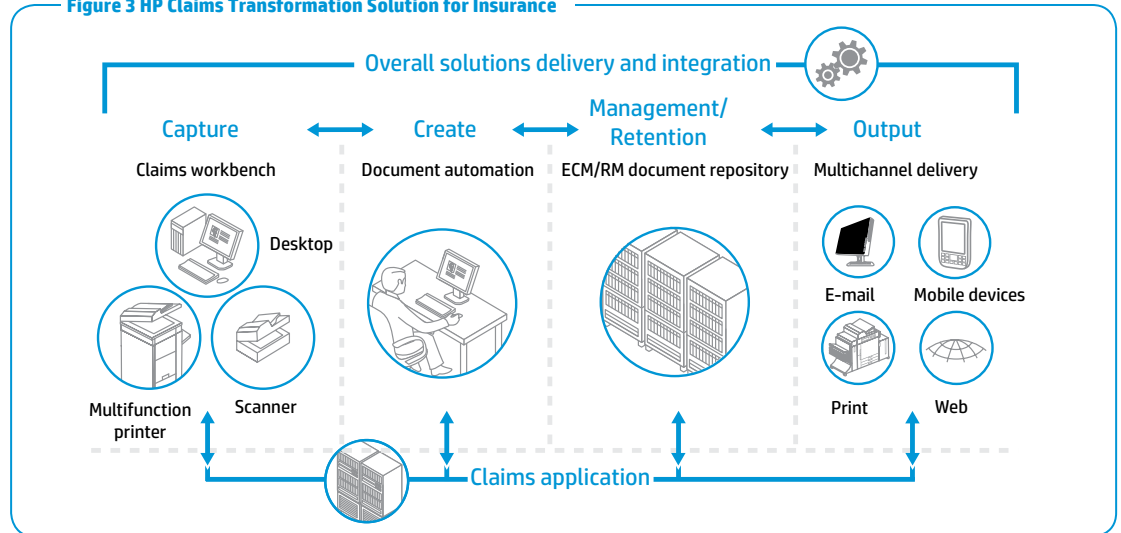 Figure 3 HP Claims Transformation Solution for Insurance
Overall solutions delivery and integration
Capture
Create
Management/
Retention
Output
Claims workbench
Document automation
ECM/RM document repository
Multichannel delivery
Desktop
Multifunction
printer
Scanner
E-mail
Mobile devices
Print
Web
Claims application